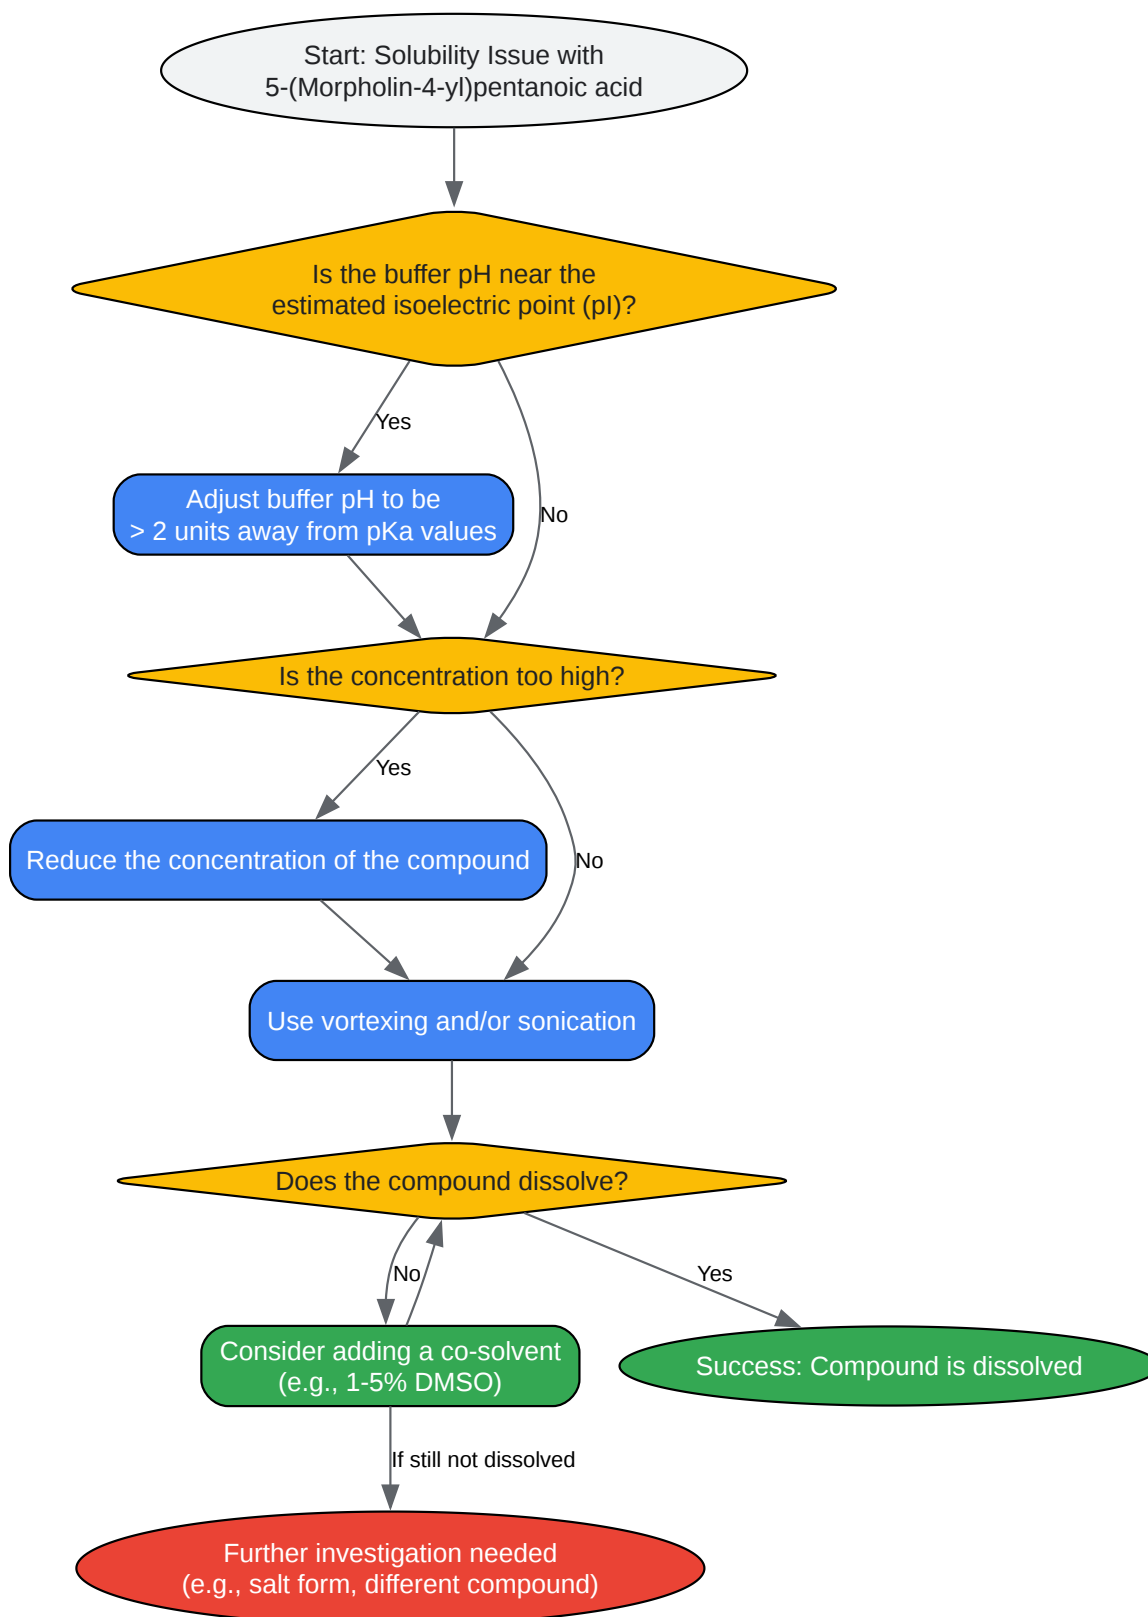 Start: Solubility Issue with
5-(Morpholin-4-yl)pentanoic acid
Is the buffer pH near the
estimated isoelectric point (pI)?
Yes
Adjust buffer pH to be
> 2 units away from pKa values
No
Is the concentration too high?
Yes
Reduce the concentration of the compound
No
Use vortexing and/or sonication
Does the compound dissolve?
No
Yes
Consider adding a co-solvent
(e.g., 1-5% DMSO)
Success: Compound is dissolved
If still not dissolved
Further investigation needed
(e.g., salt form, different compound)